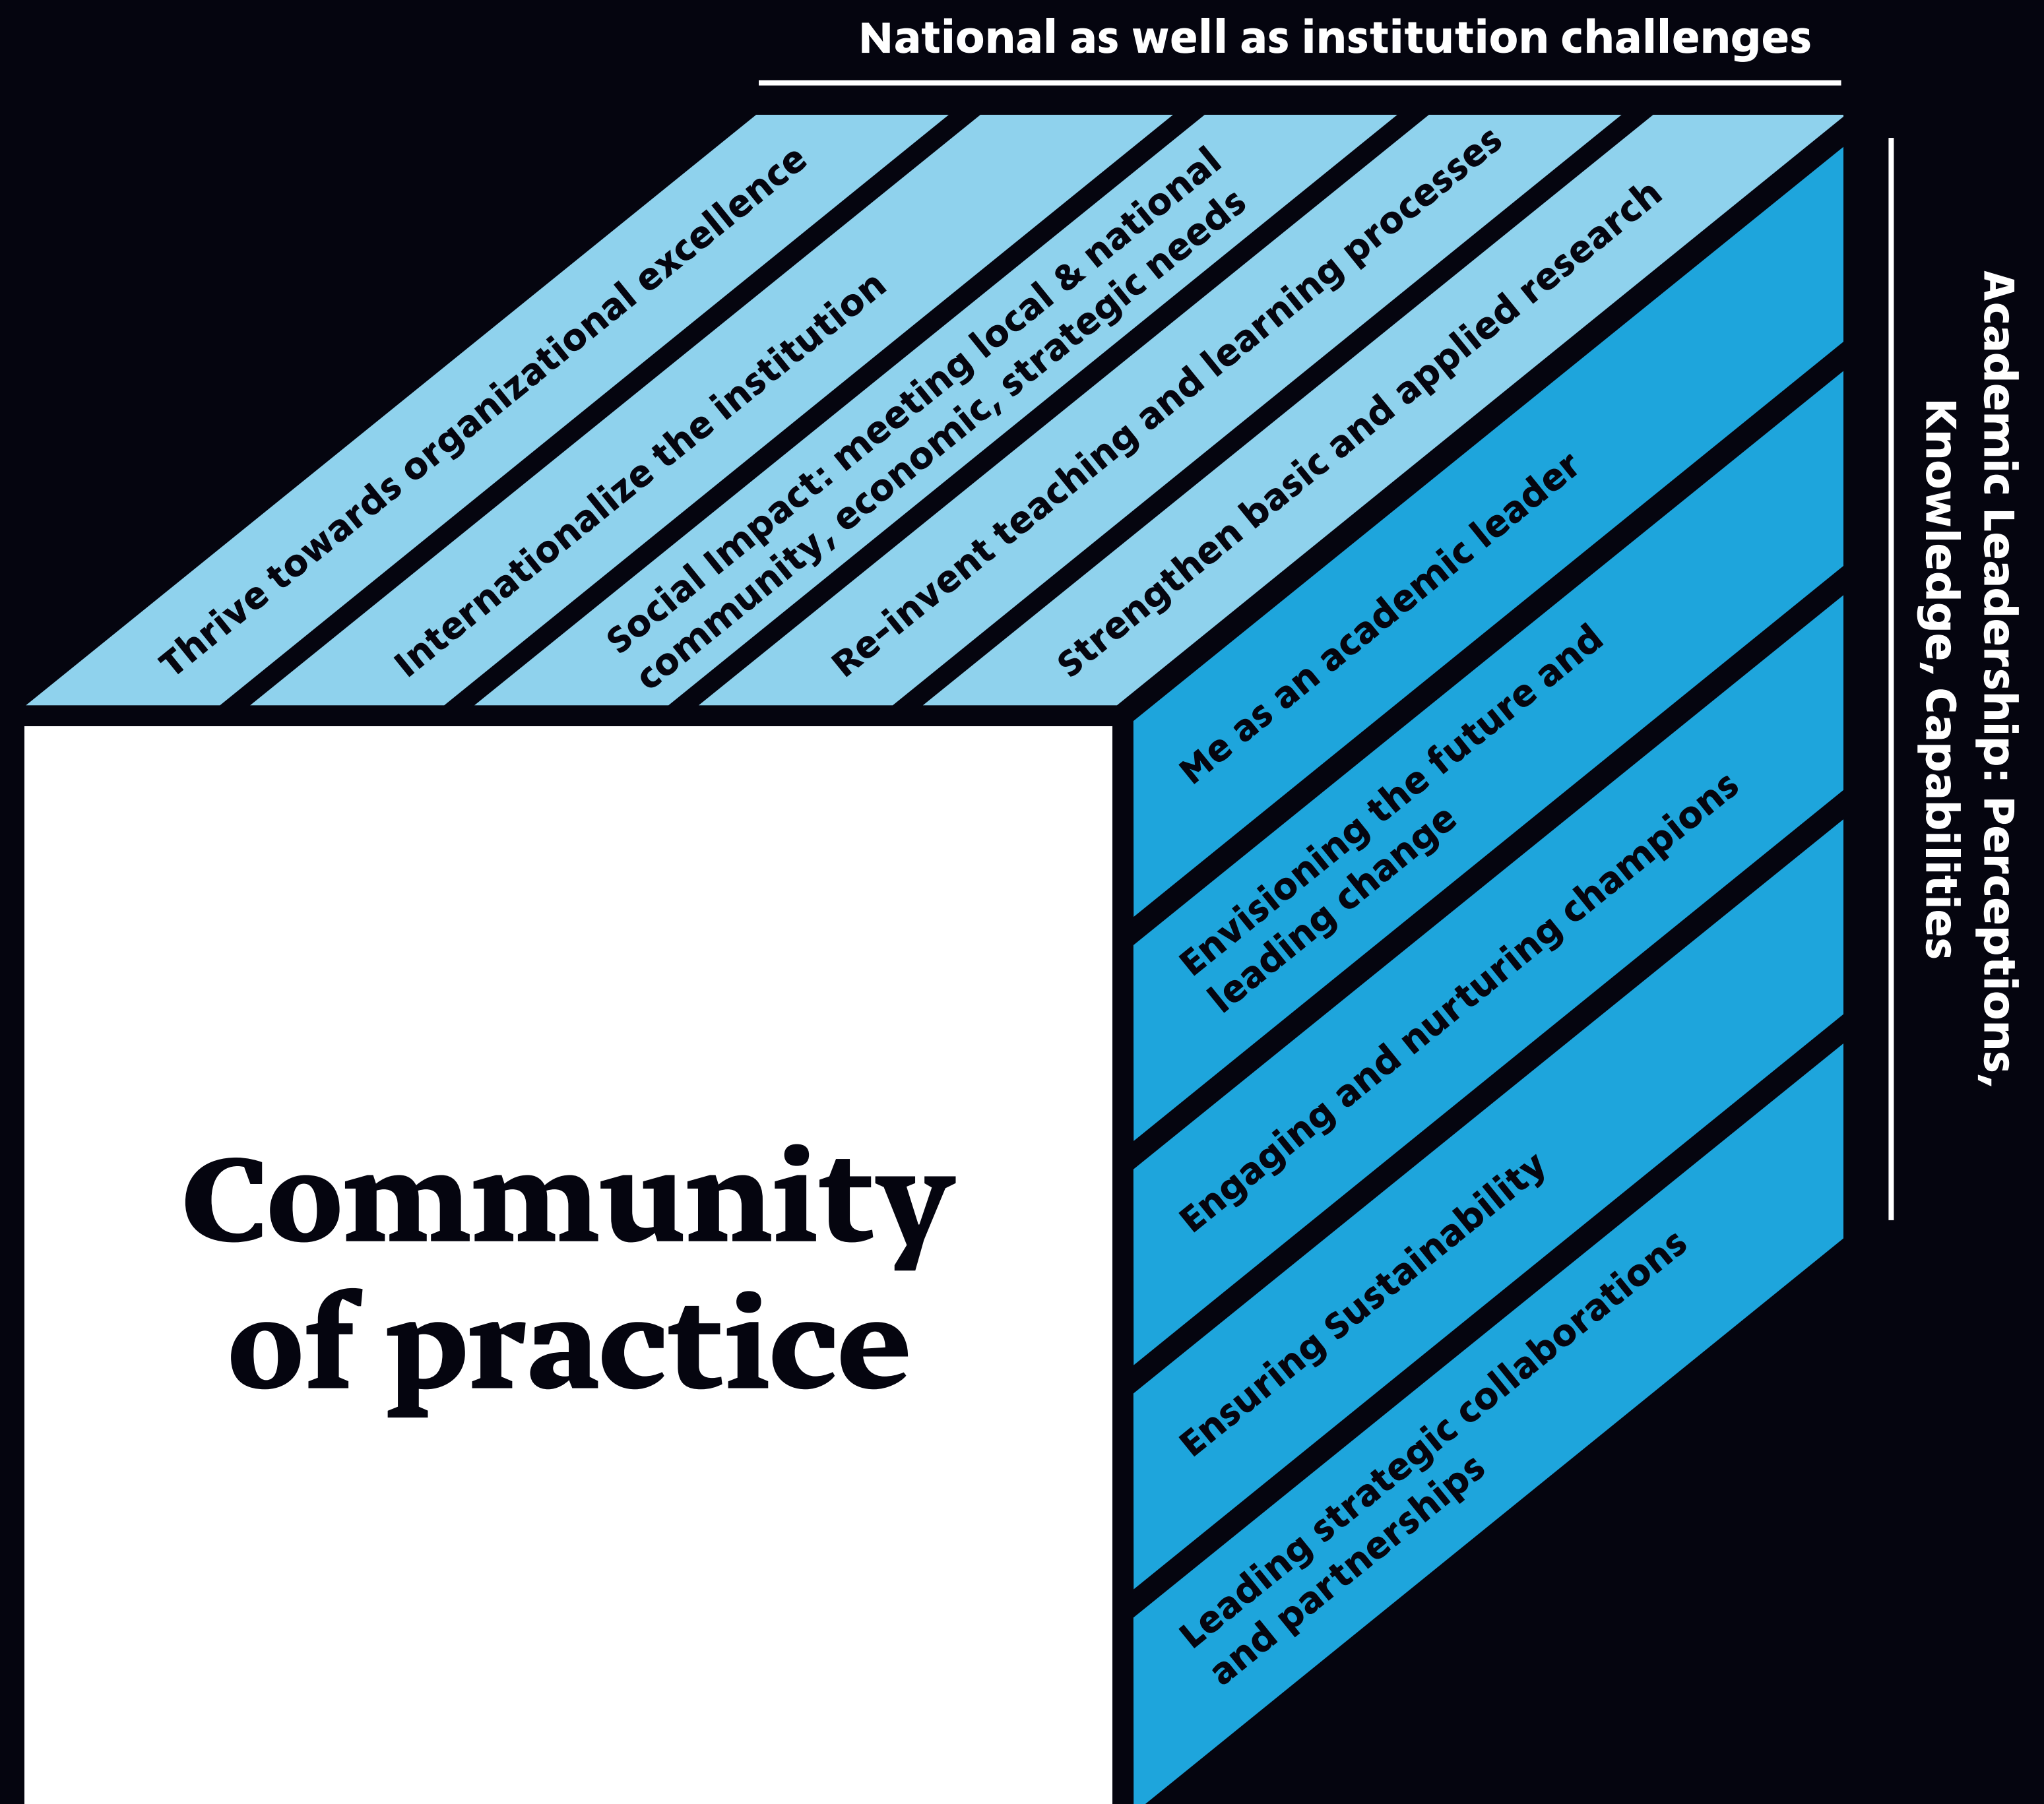 National as well as institution challenges
Thrive towards organizational excellence
Internationalize the institution
Social Impact: meeting local & national
community, economic, strategic needs
Re-invent teaching and learning processes
Strengthen basic and applied research
Academic Leadership: Perceptions,
Knowledge, Capabilities
Me as an academic leader
Envisioning the future and
leading change
Engaging and nurturing champions
Ensuring Sustainability
Leading strategic collaborations
and partnerships
Community
of practice